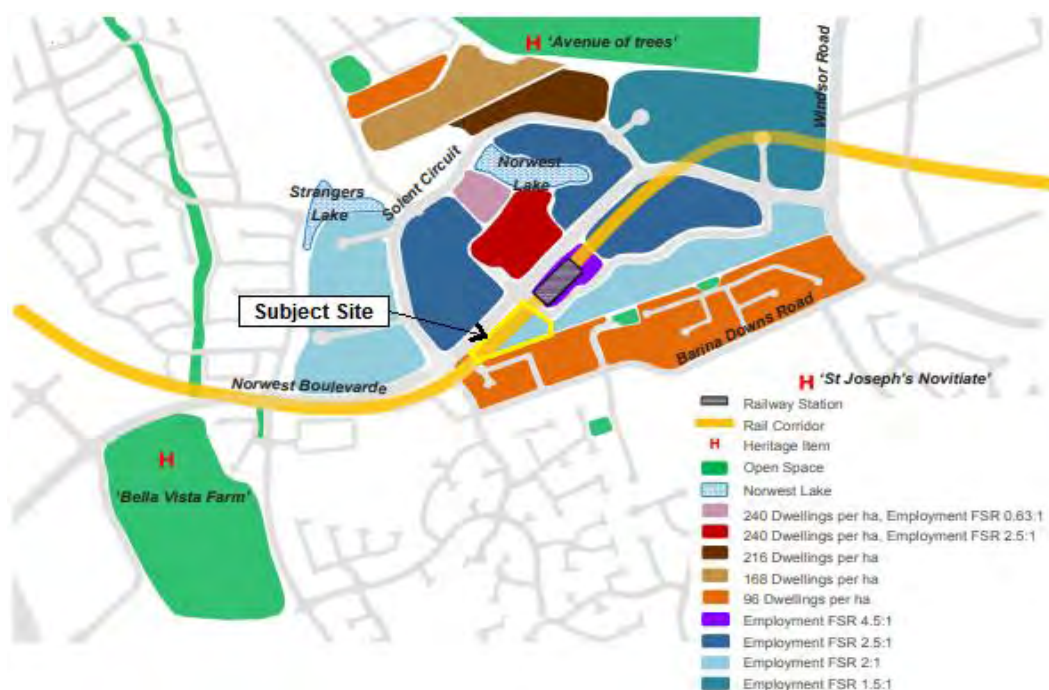 H 'Avenue of trees'
Windsor Road
Norwest
Lake
Solent Circuit
Strangers
Lake
Subject Site
Barina Downs Road
Norwest Boulevarde
H 'St Joseph's Novitiate'
H
'Bella Vista Farm'
Railway Station
Rail Corridor
H Heritage Item
Open Space
Norwest Lake
240 Dwellings per ha, Employment FSR 0.63:1
240 Dwellings per ha, Employment FSR 2.5:1
216 Dwellings per ha
168 Dwellings per ha
96 Dwellings per ha
Employment FSR 4.5:1
Employment FSR 2.5:1
Employment FSR 2:1
Employment FSR 1.5:1